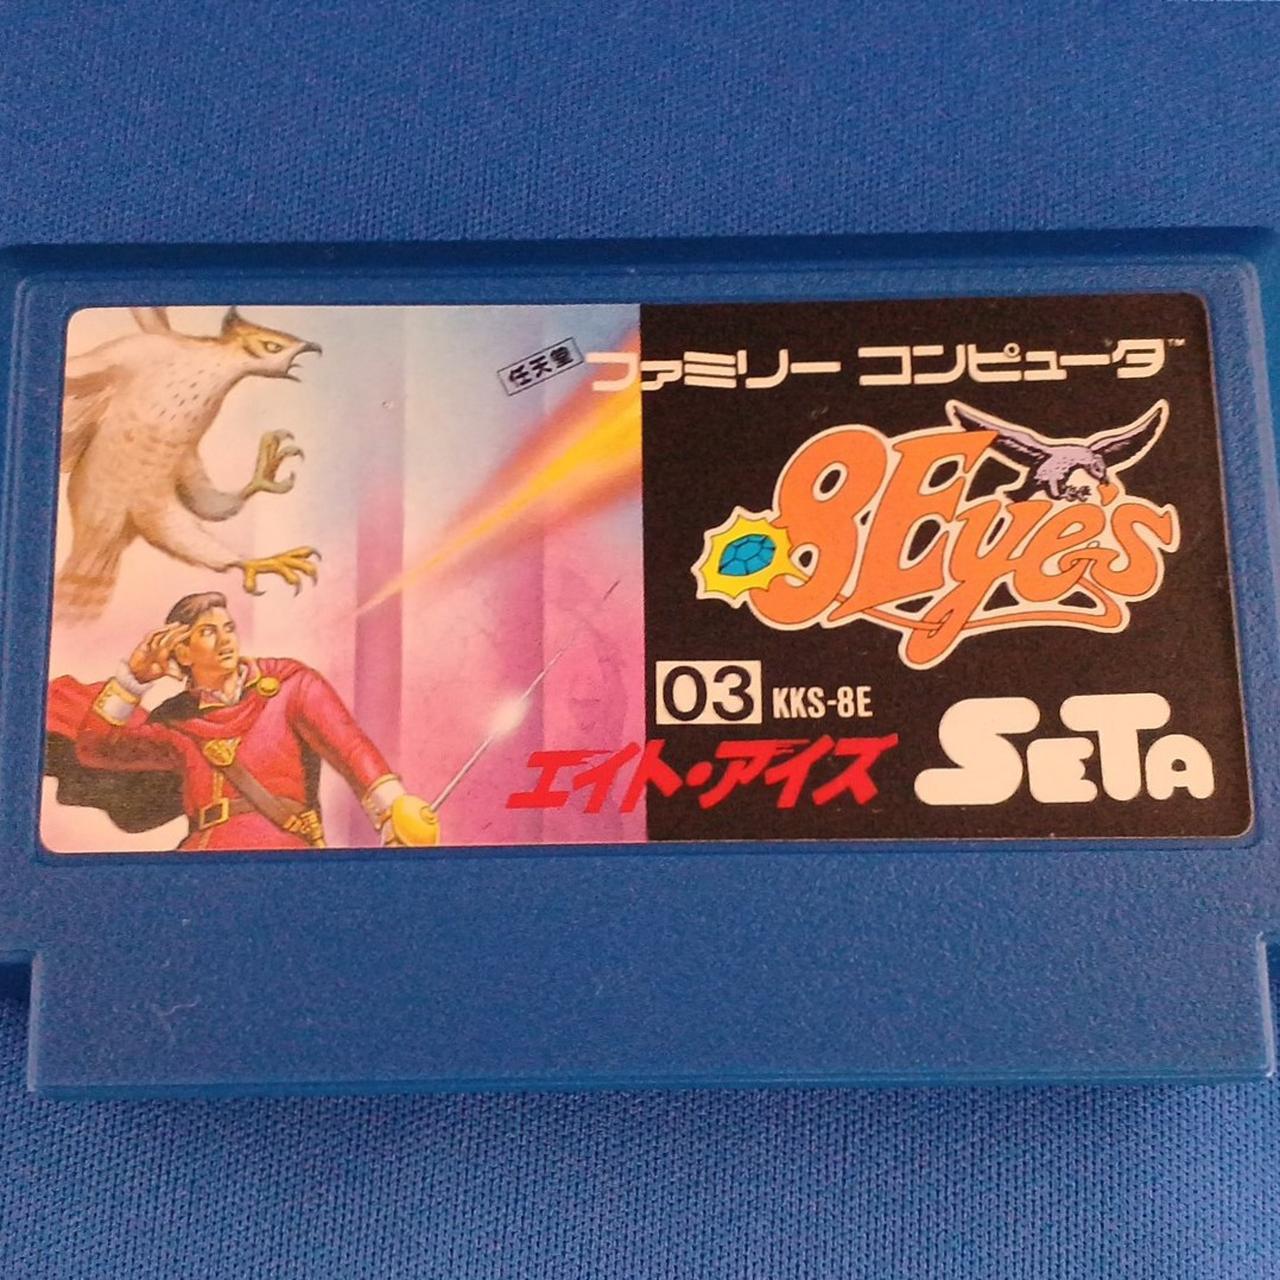 任天堂 ファミリー コンピュータ™
8Eye's
03 KKS-8E
エイト・アイズ
SETA